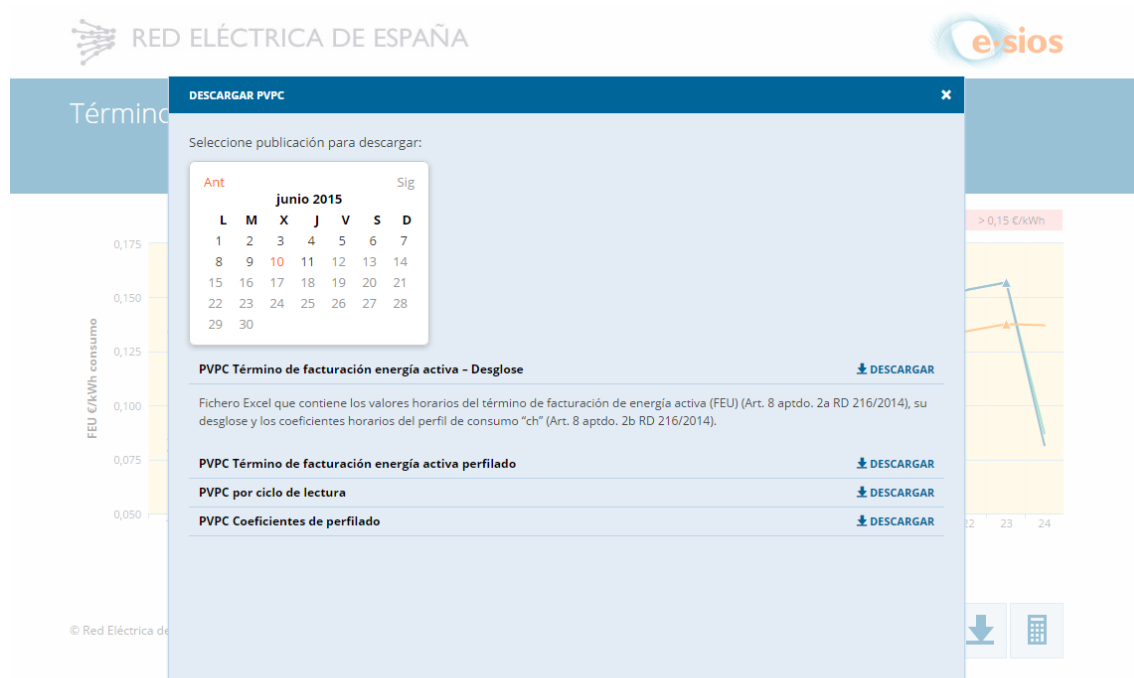 RED ELÉCTRICA DE ESPAÑA
e·sios
Término
DESCARGAR PVPC
Seleccione publicación para descargar:
Ant Sig
junio 2015
L M X J V S D
1 2 3 4 5 6 7
8 9 10 11 12 13 14
15 16 17 18 19 20 21
22 23 24 25 26 27 28
29 30
> 0,15 €/kWh
FEU €/kWh consumo
0,175
0,150
0,125
0,100
0,075
0,050
PVPC Término de facturación energía activa – Desglose DESCARGAR
Fichero Excel que contiene los valores horarios del término de facturación de energía activa (FEU) (Art. 8 aptdo. 2a RD 216/2014), su
desglose y los coeficientes horarios del perfil de consumo “ch” (Art. 8 aptdo. 2b RD 216/2014).
PVPC Término de facturación energía activa perfilado DESCARGAR
PVPC por ciclo de lectura DESCARGAR
PVPC Coeficientes de perfilado DESCARGAR
22 23 24
© Red Eléctrica de